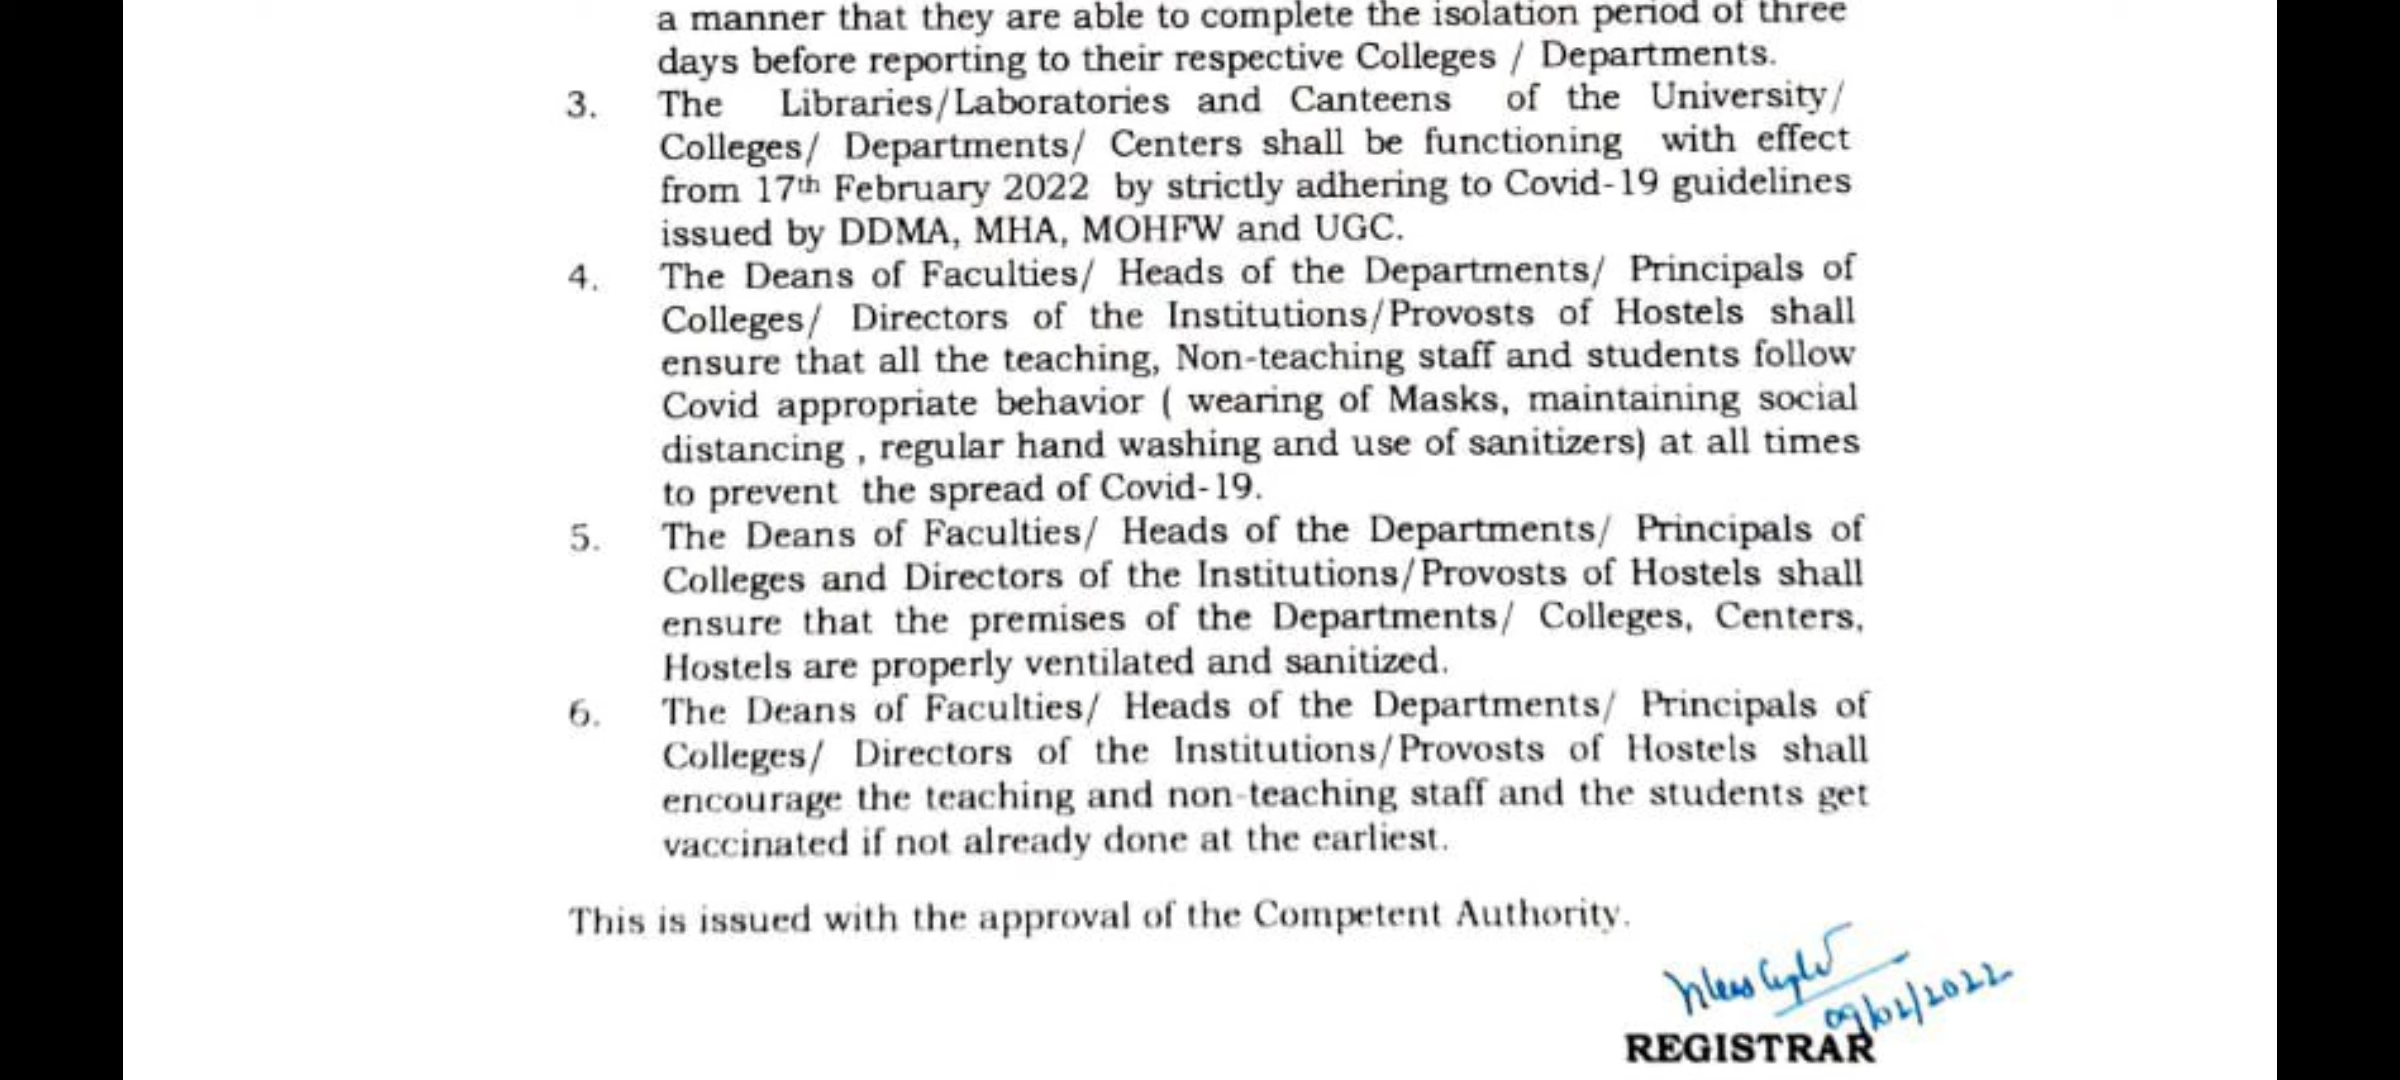 a manner that they are able to complete the isolation period of three
days before reporting to their respective Colleges / Departments.
3. The Libraries/Laboratories and Canteens of the University/
Colleges/ Departments/ Centers shall be functioning with effect
from 17th February 2022 by strictly adhering to Covid-19 guidelines
issued by DDMA, MHA, MOHFW and UGC.
4. The Deans of Faculties/ Heads of the Departments/ Principals of
Colleges/ Directors of the Institutions/Provosts of Hostels shall
ensure that all the teaching, Non-teaching staff and students follow
Covid appropriate behavior ( wearing of Masks, maintaining social
distancing , regular hand washing and use of sanitizers) at all times
to prevent the spread of Covid-19.
5. The Deans of Faculties/ Heads of the Departments/ Principals of
Colleges and Directors of the Institutions/Provosts of Hostels shall
ensure that the premises of the Departments/ Colleges, Centers,
Hostels are properly ventilated and sanitized.
6. The Deans of Faculties/ Heads of the Departments/ Principals of
Colleges/ Directors of the Institutions/Provosts of Hostels shall
encourage the teaching and non-teaching staff and the students get
vaccinated if not already done at the earliest.
This is issued with the approval of the Competent Authority.
09/02/2022
REGISTRAR